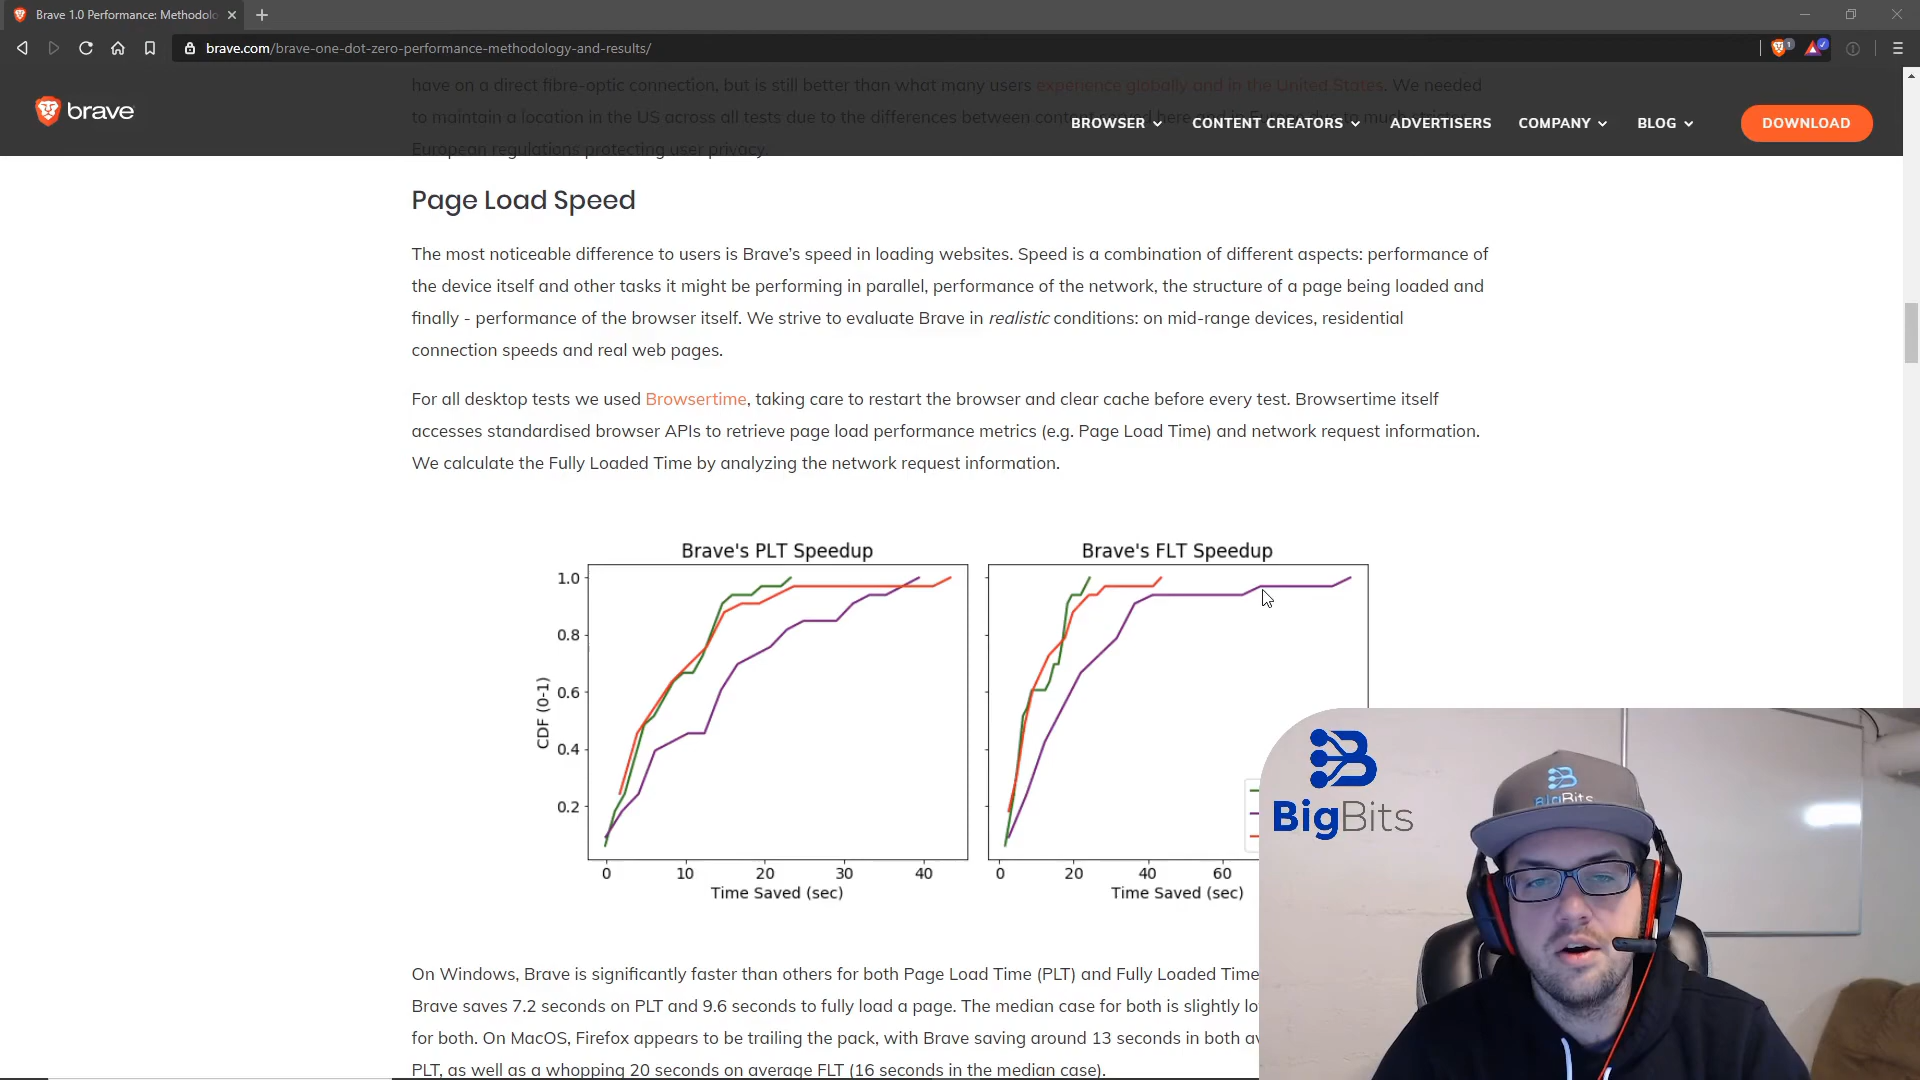 Brave 1.0 Performance: Methodolo
brave.com/brave-one-dot-zero-performance-methodology-and-results/
have on a direct fibre-optic connection, but is still better than what many users experience globally and in the United States. We needed
to maintain a location in the US across all tests due to the differences between
European regulations protecting user privacy.
brave
BROWSER
CONTENT CREATORS
ADVERTISERS
COMPANY
BLOG
DOWNLOAD
Page Load Speed
The most noticeable difference to users is Brave's speed in loading websites. Speed is a combination of different aspects: performance of
the device itself and other tasks it might be performing in parallel, performance of the network, the structure of a page being loaded and
finally - performance of the browser itself. We strive to evaluate Brave in realistic conditions: on mid-range devices, residential
connection speeds and real web pages.
For all desktop tests we used Browsertime, taking care to restart the browser and clear cache before every test. Browsertime itself
accesses standardised browser APIs to retrieve page load performance metrics (e.g. Page Load Time) and network request information.
We calculate the Fully Loaded Time by analyzing the network request information.
Brave's PLT Speedup
1.0
0.8
0.6
0.4
0.2
CDF (0-1)
0 10 20 30 40
Time Saved (sec)
Brave's FLT Speedup
0 20 40 60
Time Saved (sec)
BigBits
BigBits
On Windows, Brave is significantly faster than others for both Page Load Time (PLT) and Fully Loaded Time
Brave saves 7.2 seconds on PLT and 9.6 seconds to fully load a page. The median case for both is slightly lo
for both. On MacOS, Firefox appears to be trailing the pack, with Brave saving around 13 seconds in both av
PLT, as well as a whopping 20 seconds on average FLT (16 seconds in the median case).